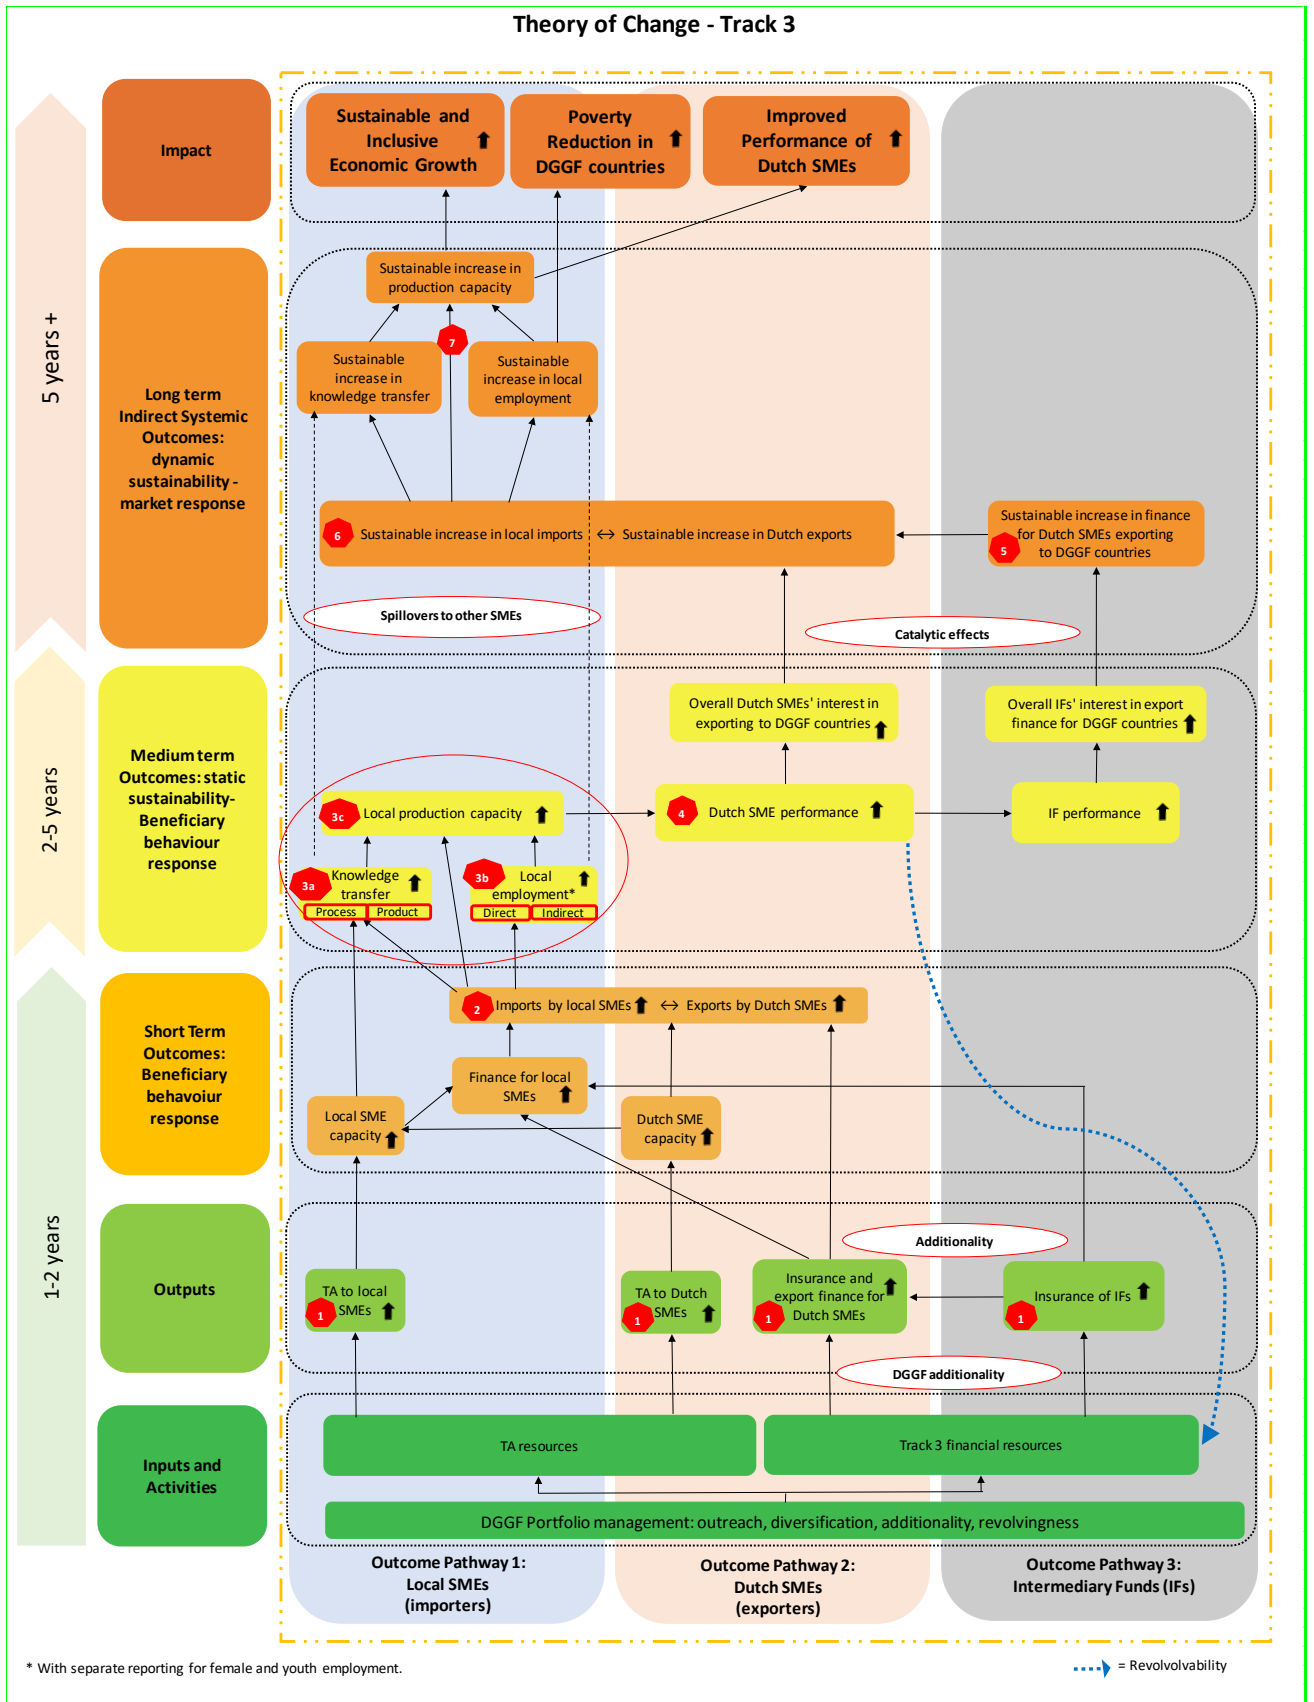 Theory of Change - Track 3
5 years +
2-5 years
1-2 years
Impact
Sustainable and
Inclusive
Economic Growth
Poverty
Reduction in
DGGF countries
Improved
Performance of
Dutch SMEs
Long term
Indirect Systemic
Outcomes:
dynamic
sustainability -
market response
Sustainable increase in
production capacity
7
Sustainable
increase in
knowledge transfer
Sustainable
increase in local
employment
6
Sustainable increase in local imports ↔ Sustainable increase in Dutch exports
Sustainable increase in finance
for Dutch SMEs exporting
to DGGF countries
5
Spillovers to other SMEs
Catalytic effects
Medium term
Outcomes: static
sustainability-
Beneficiary
behaviour
response
Overall Dutch SMEs' interest in
exporting to DGGF countries
Overall IFs' interest in export
finance for DGGF countries
3c
Local production capacity
4
Dutch SME performance
IF performance
3a
Knowledge
transfer
Process
Product
3b
Local
employment*
Direct
Indirect
Short Term
Outcomes:
Beneficiary
behavoiur
response
2
Imports by local SMEs ↔ Exports by Dutch SMEs
Finance for local
SMEs
Local SME
capacity
Dutch SME
capacity
Outputs
Additionality
TA to local
SMEs
1
TA to Dutch
SMEs
1
Insurance and
export finance for
Dutch SMEs
1
Insurance of IFs
1
DGGF additionality
Inputs and
Activities
TA resources
Track 3 financial resources
DGGF Portfolio management: outreach, diversification, additionality, revolvingness
Outcome Pathway 1:
Local SMEs
(importers)
Outcome Pathway 2:
Dutch SMEs
(exporters)
Outcome Pathway 3:
Intermediary Funds (IFs)
* With separate reporting for female and youth employment.
= Revolvolvability